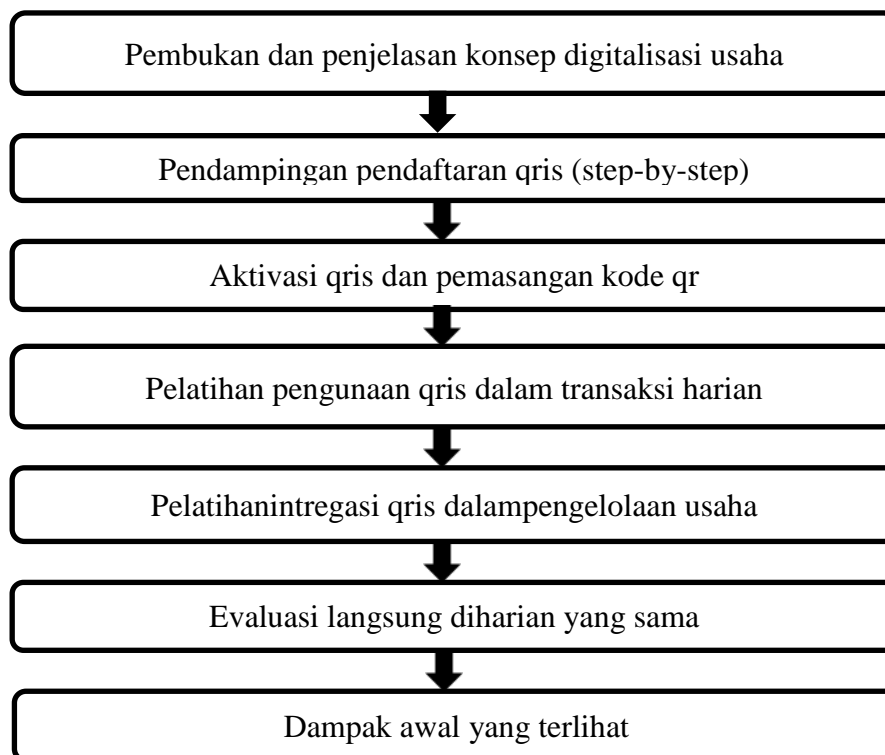 Pembukan dan penjelasan konsep digitalisasi usaha
Pendampingan pendaftaran qris (step-by-step)
Aktivasi qris dan pemasangan kode qr
Pelatihan pengunaan qris dalam transaksi harian
Pelatihanintregasi qris dalampengelolaan usaha
Evaluasi langsung diharian yang sama
Dampak awal yang terlihat